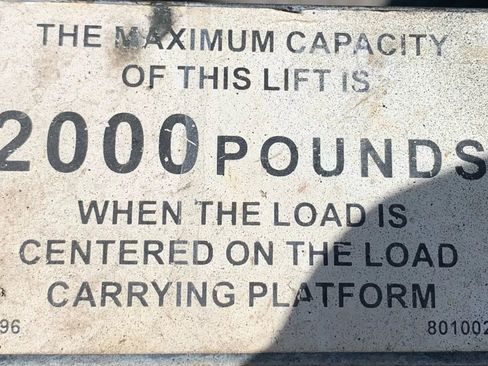 THE MAXIMUM CAPACITY
OF THIS LIFT IS
2000 POUNDS
WHEN THE LOAD IS
CENTERED ON THE LOAD
CARRYING PLATFORM
96 801002